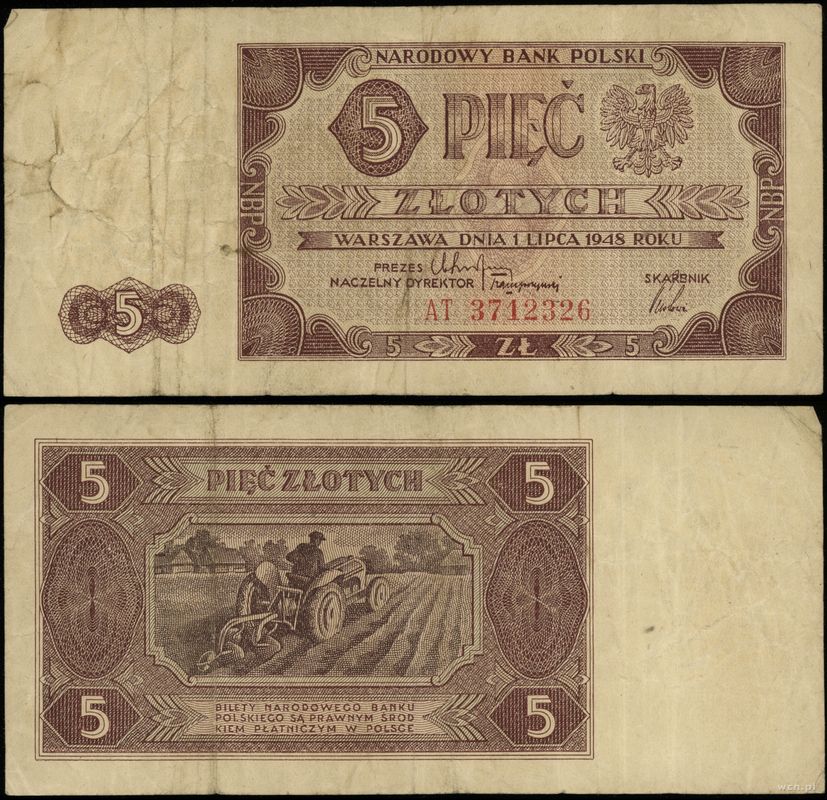 NARODOWY BANK POLSKI
5 PIĘĆ
ZŁOTYCH
NBP
NBP
WARSZAWA DNIA 1 LIPCA 1948 ROKU
PREZES
NACZELNY DYREKTOR
SKARBNIK
AT 3712326
5
5 ZŁ 5
5 PIĘĆ ZŁOTYCH 5
5 BILETY NARODOWEGO BANKU 5
POLSKIEGO SĄ PRAWNYM ŚROD
KIEM PŁATNICZYM W POLSCE
wcn.pl